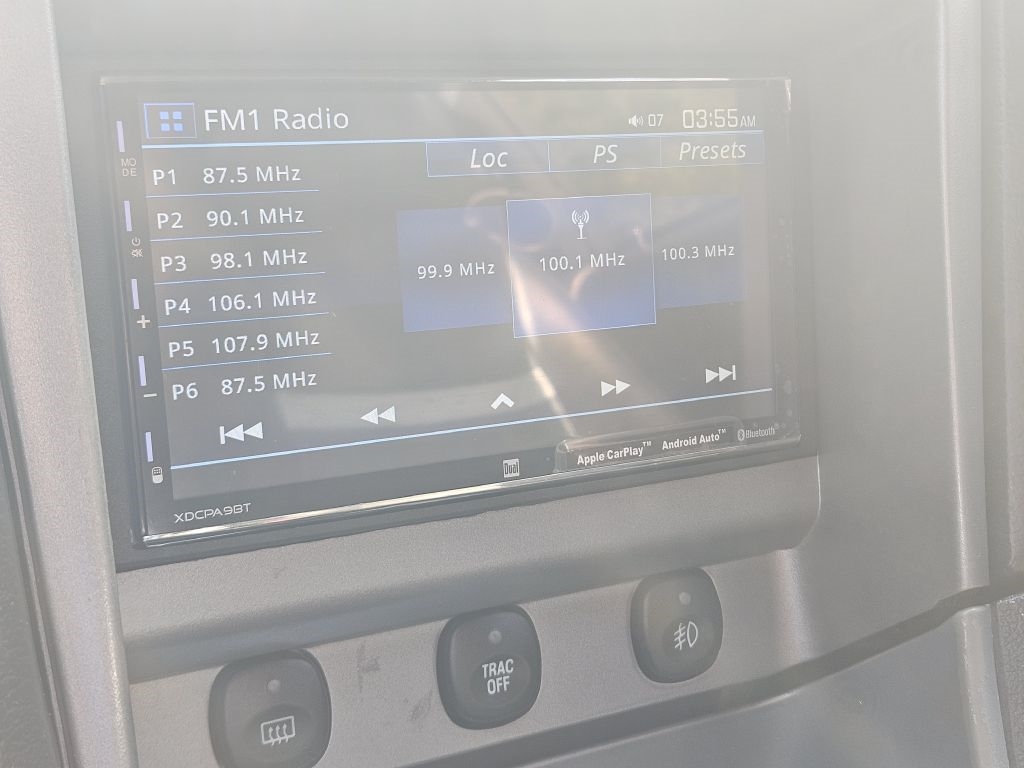 FM1 Radio
07 03:55AM
Loc PS Presets
MO
DE
P1 87.5 MHz
P2 90.1 MHz
P3 98.1 MHz
P4 106.1 MHz
P5 107.9 MHz
P6 87.5 MHz
99.9 MHz 100.1 MHz 100.3 MHz
+
−
Dual
Apple CarPlay™ Android Auto™ Bluetooth®
XDCPA9BT
TRAC
OFF